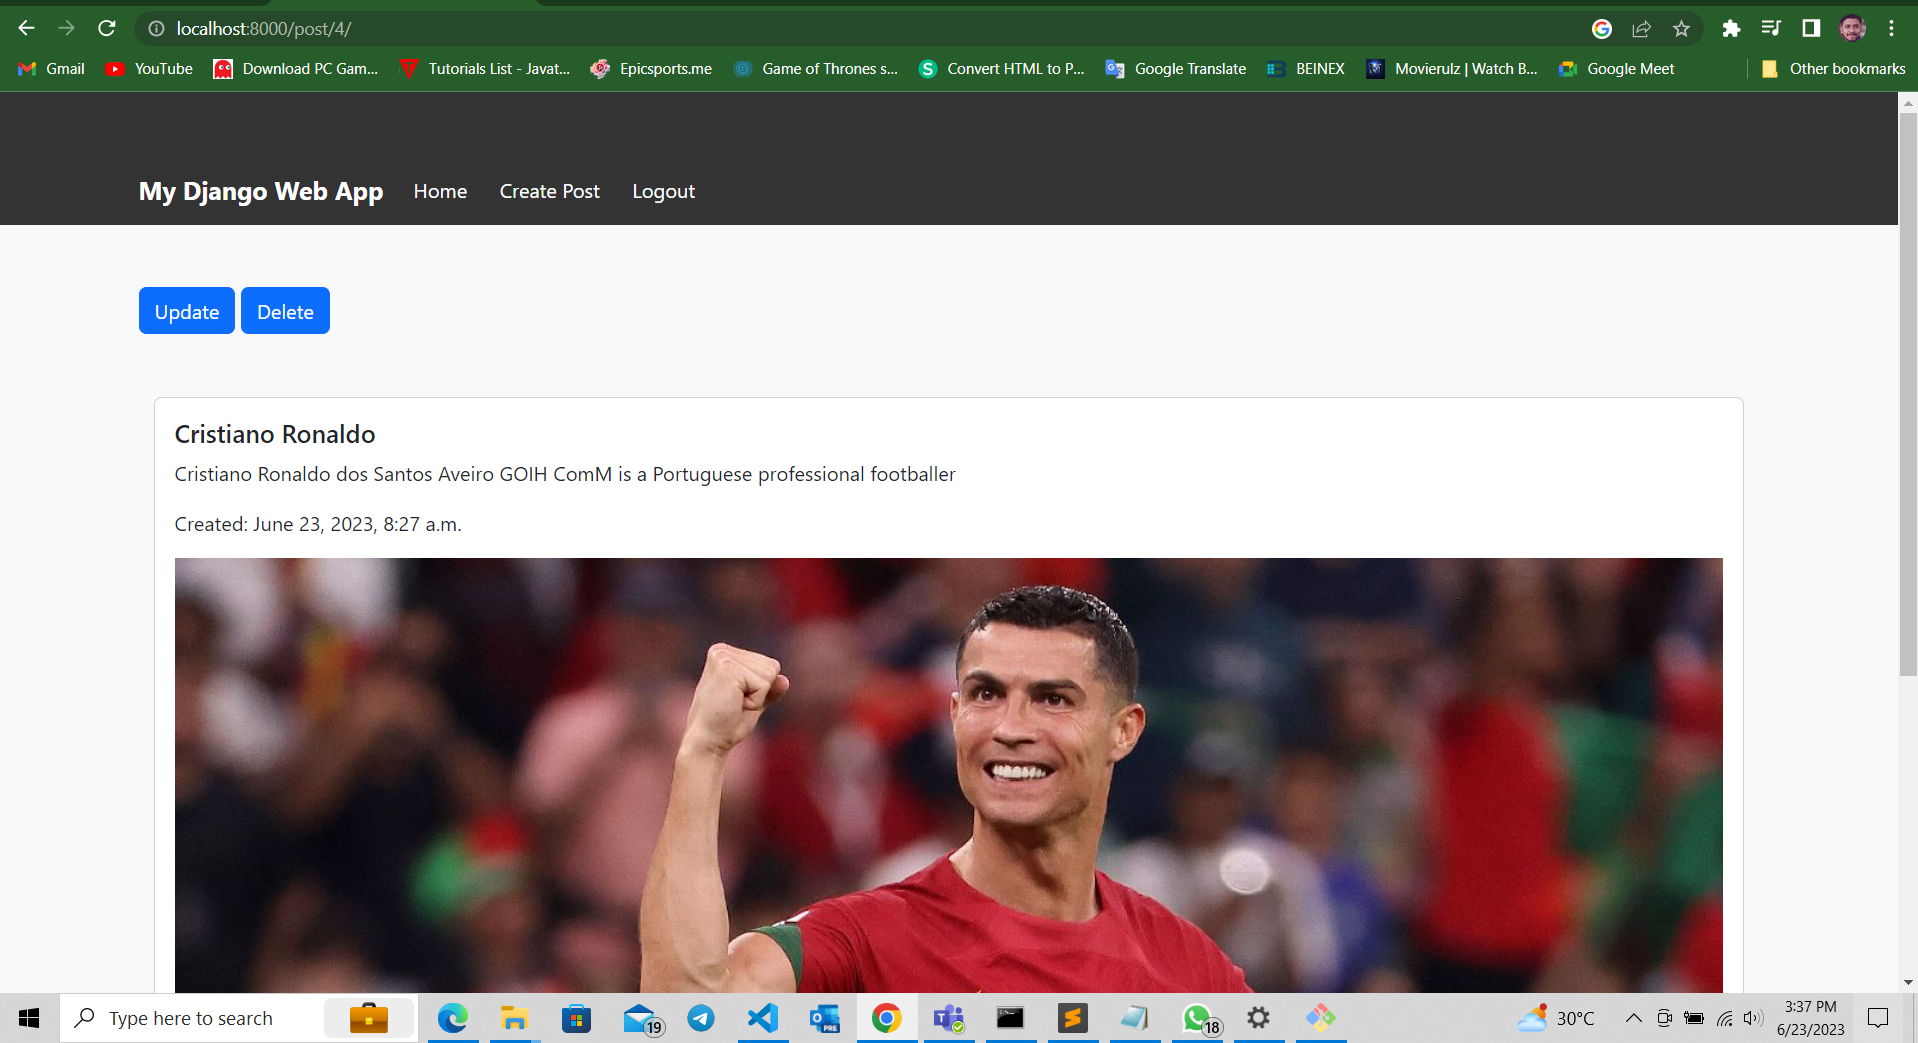 localhost:8000/post/4/
Gmail YouTube Download PC Gam... Tutorials List - Javat... Epicsports.me Game of Thrones s... Convert HTML to P... Google Translate BEINEX Movierulz | Watch B... Google Meet Other bookmarks
My Django Web App Home Create Post Logout
Update Delete
Cristiano Ronaldo
Cristiano Ronaldo dos Santos Aveiro GOIH ComM is a Portuguese professional footballer
Created: June 23, 2023, 8:27 a.m.
Type here to search 19 PRE 18 30°C 3:37 PM
6/23/2023